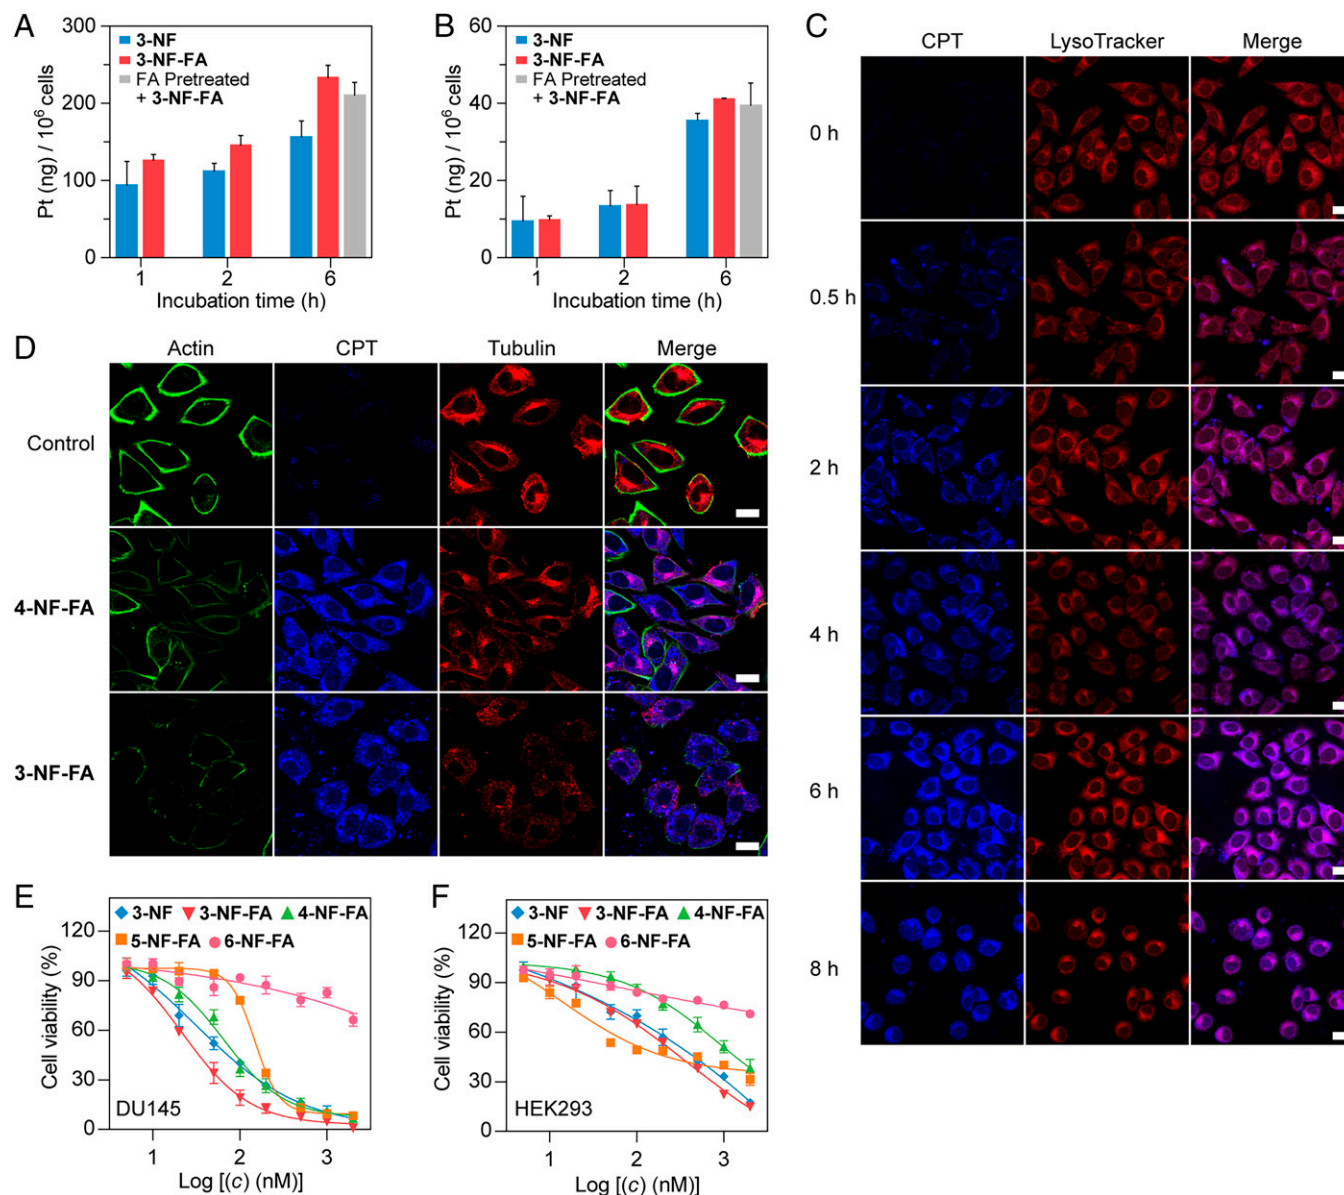 A
300
200
100
0
Pt (ng) / 10⁶ cells
3-NF
3-NF-FA
FA Pretreated
+ 3-NF-FA
1 2 6
Incubation time (h)
B
60
40
20
0
Pt (ng) / 10⁶ cells
3-NF
3-NF-FA
FA Pretreated
+ 3-NF-FA
1 2 6
Incubation time (h)
C
CPT LysoTracker Merge
0 h
0.5 h
2 h
4 h
6 h
8 h
D
Actin CPT Tubulin Merge
Control
4-NF-FA
3-NF-FA
E
3-NF 3-NF-FA 4-NF-FA
5-NF-FA 6-NF-FA
120
90
60
30
0
Cell viability (%)
DU145
1 2 3
Log [(c) (nM)]
F
3-NF 3-NF-FA 4-NF-FA
5-NF-FA 6-NF-FA
120
90
60
30
0
Cell viability (%)
HEK293
1 2 3
Log [(c) (nM)]